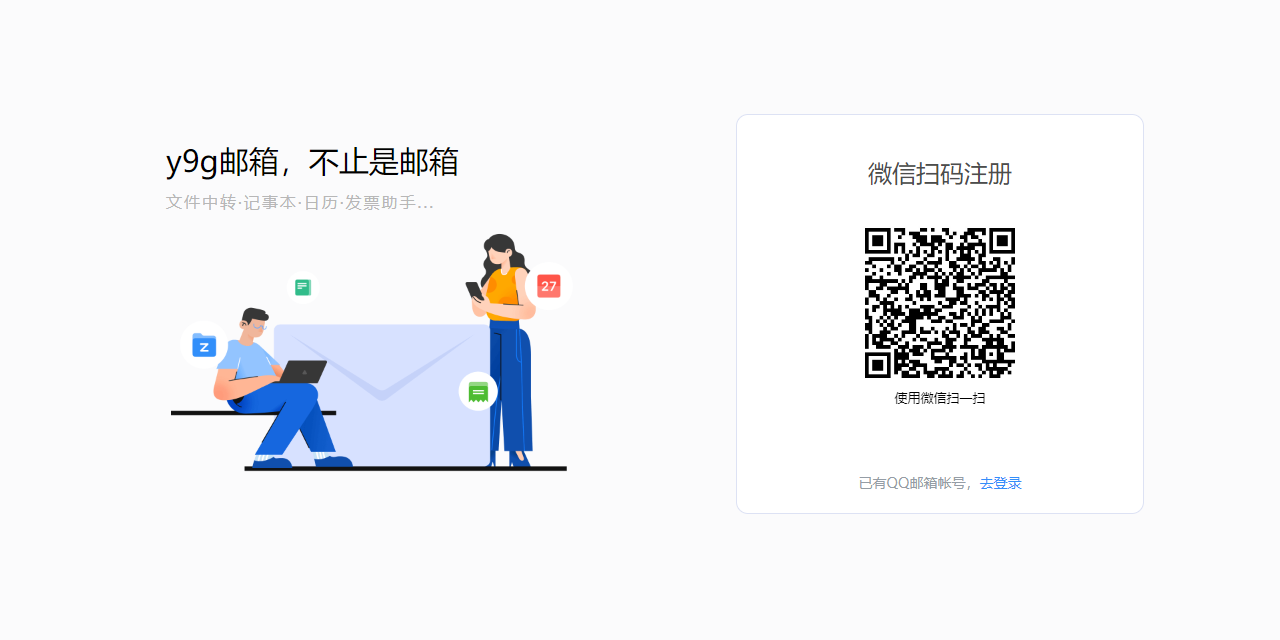 y9g邮箱，不止是邮箱
文件中转·记事本·日历·发票助手...
27
Z
微信扫码注册
使用微信扫一扫
已有QQ邮箱帐号，去登录